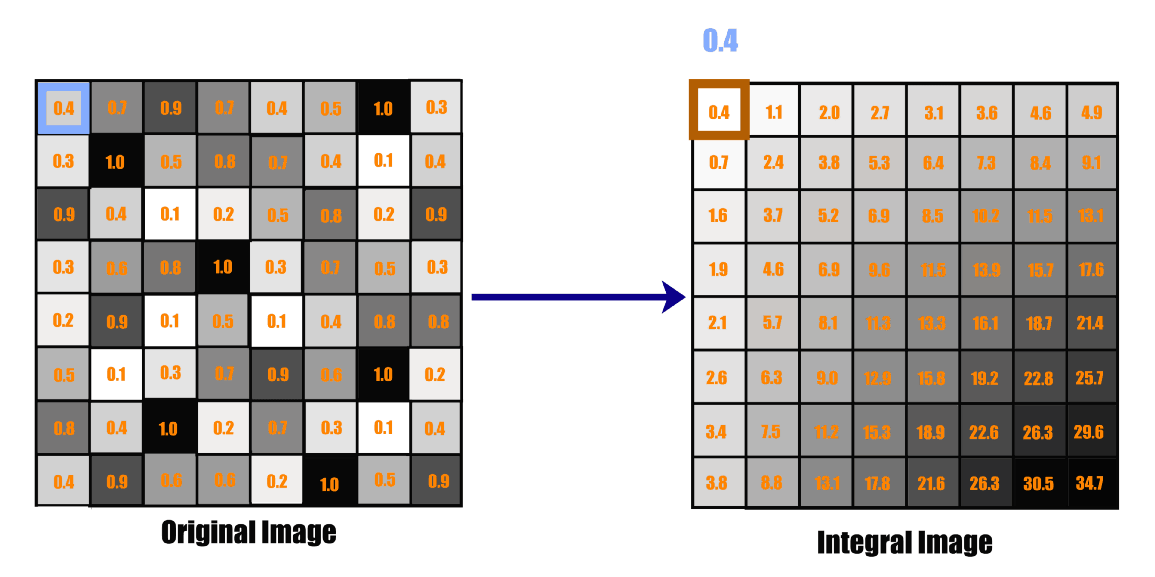 0.4 0.7 0.9 0.7 0.4 0.5 1.0 0.3
0.3 1.0 0.5 0.8 0.7 0.4 0.1 0.4
0.9 0.4 0.1 0.2 0.5 0.8 0.2 0.9
0.3 0.6 0.8 1.0 0.3 0.7 0.5 0.3
0.2 0.9 0.1 0.5 0.1 0.4 0.8 0.8
0.5 0.1 0.3 0.7 0.9 0.6 1.0 0.2
0.8 0.4 1.0 0.2 0.7 0.3 0.1 0.4
0.4 0.9 0.6 0.6 0.2 1.0 0.5 0.9
Original Image
0.4
0.4 1.1 2.0 2.7 3.1 3.6 4.6 4.9
0.7 2.4 3.8 5.3 6.4 7.3 8.4 9.1
1.6 3.7 5.2 6.9 8.5 10.2 11.5 13.1
1.9 4.6 6.9 9.6 11.5 13.9 15.7 17.6
2.1 5.7 8.1 11.3 13.3 16.1 18.7 21.4
2.6 6.3 9.0 12.9 15.8 19.2 22.8 25.7
3.4 7.5 11.2 15.3 18.9 22.6 26.3 29.6
3.8 8.8 13.1 17.8 21.6 26.3 30.5 34.7
Integral Image